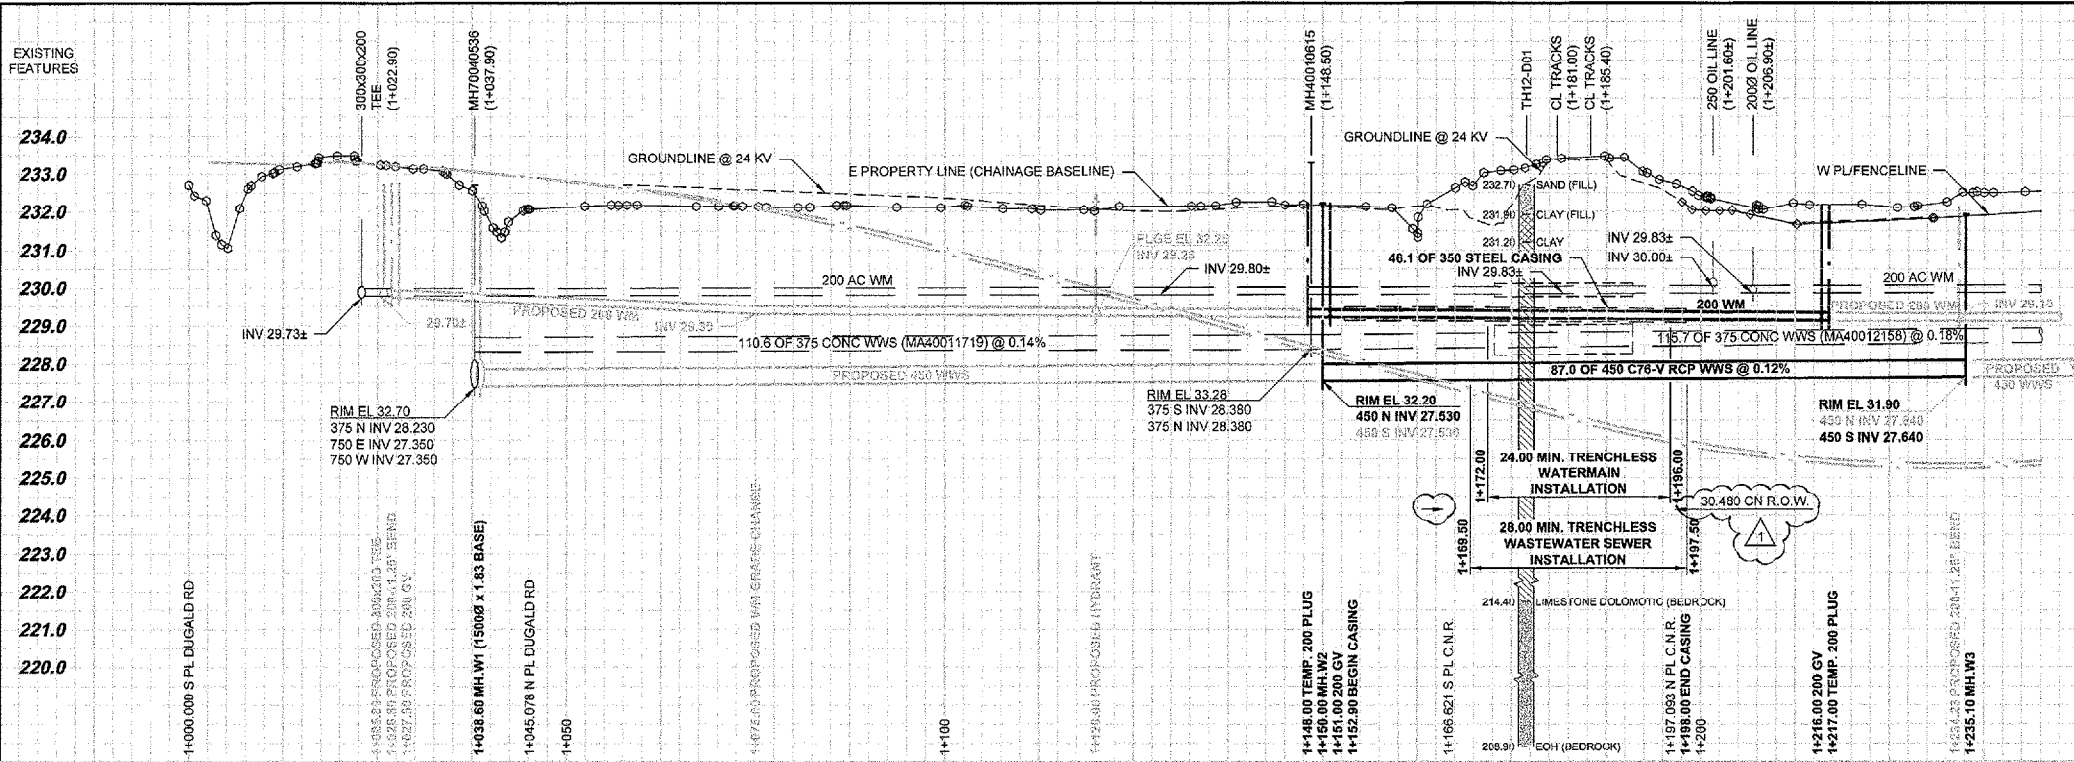 EXISTING
FEATURES
300x300x200
TEE
(1+022.90)
MH70040536
(1+037.90)
MH40010615
(1+148.50)
TH12-D01
CL TRACKS
(1+181.00)
CL TRACKS
(1+185.40)
250 OIL LINE
(1+201.60±)
200Ø OIL LINE
(1+206.90±)
234.0
233.0
232.0
231.0
230.0
229.0
228.0
227.0
226.0
225.0
224.0
223.0
222.0
221.0
220.0
GROUNDLINE @ 24 KV
E PROPERTY LINE (CHAINAGE BASELINE)
GROUNDLINE @ 24 KV
W PL/FENCELINE
232.70 SAND (FILL)
231.90 CLAY (FILL)
231.20 CLAY
INV 29.83±
INV 30.00±
46.1 OF 350 STEEL CASING
INV 29.83±
INV 29.80±
200 AC WM
200 AC WM
200 WM
PROPOSED 200 WM
INV 29.73±
110.6 OF 375 CONC WWS (MA40011719) @ 0.14%
115.7 OF 375 CONC WWS (MA40012158) @ 0.18%
PROPOSED 450 WWS
87.0 OF 450 C76-V RCP WWS @ 0.12%
PROPOSED
450 WWS
RIM EL 32.70
375 N INV 28.230
750 E INV 27.350
750 W INV 27.350
RIM EL 33.28
375 S INV 28.380
375 N INV 28.380
RIM EL 32.20
450 N INV 27.530
450 S INV 27.530
RIM EL 31.90
450 N INV 27.640
450 S INV 27.640
1+172.00
24.00 MIN. TRENCHLESS
WATERMAIN
INSTALLATION
1+196.00
30.480 CN R.O.W.
1
1+169.50
28.00 MIN. TRENCHLESS
WASTEWATER SEWER
INSTALLATION
1+197.50
214.40 LIMESTONE DOLOMOTIC (BEDROCK)
EOH (BEDROCK)
1+000.000 S PL DUGALD RD
1+038.60 MH.W1 (1500Ø x 1.83 BASE)
1+045.078 N PL DUGALD RD
1+050
1+100
1+148.00 TEMP. 200 PLUG
1+150.00 MH.W2
1+151.00 200 GV
1+152.90 BEGIN CASING
1+166.621 S PL C.N.R.
1+197.093 N PL C.N.R.
1+198.00 END CASING
1+200
1+216.00 200 GV
1+217.00 TEMP. 200 PLUG
1+235.10 MH.W3